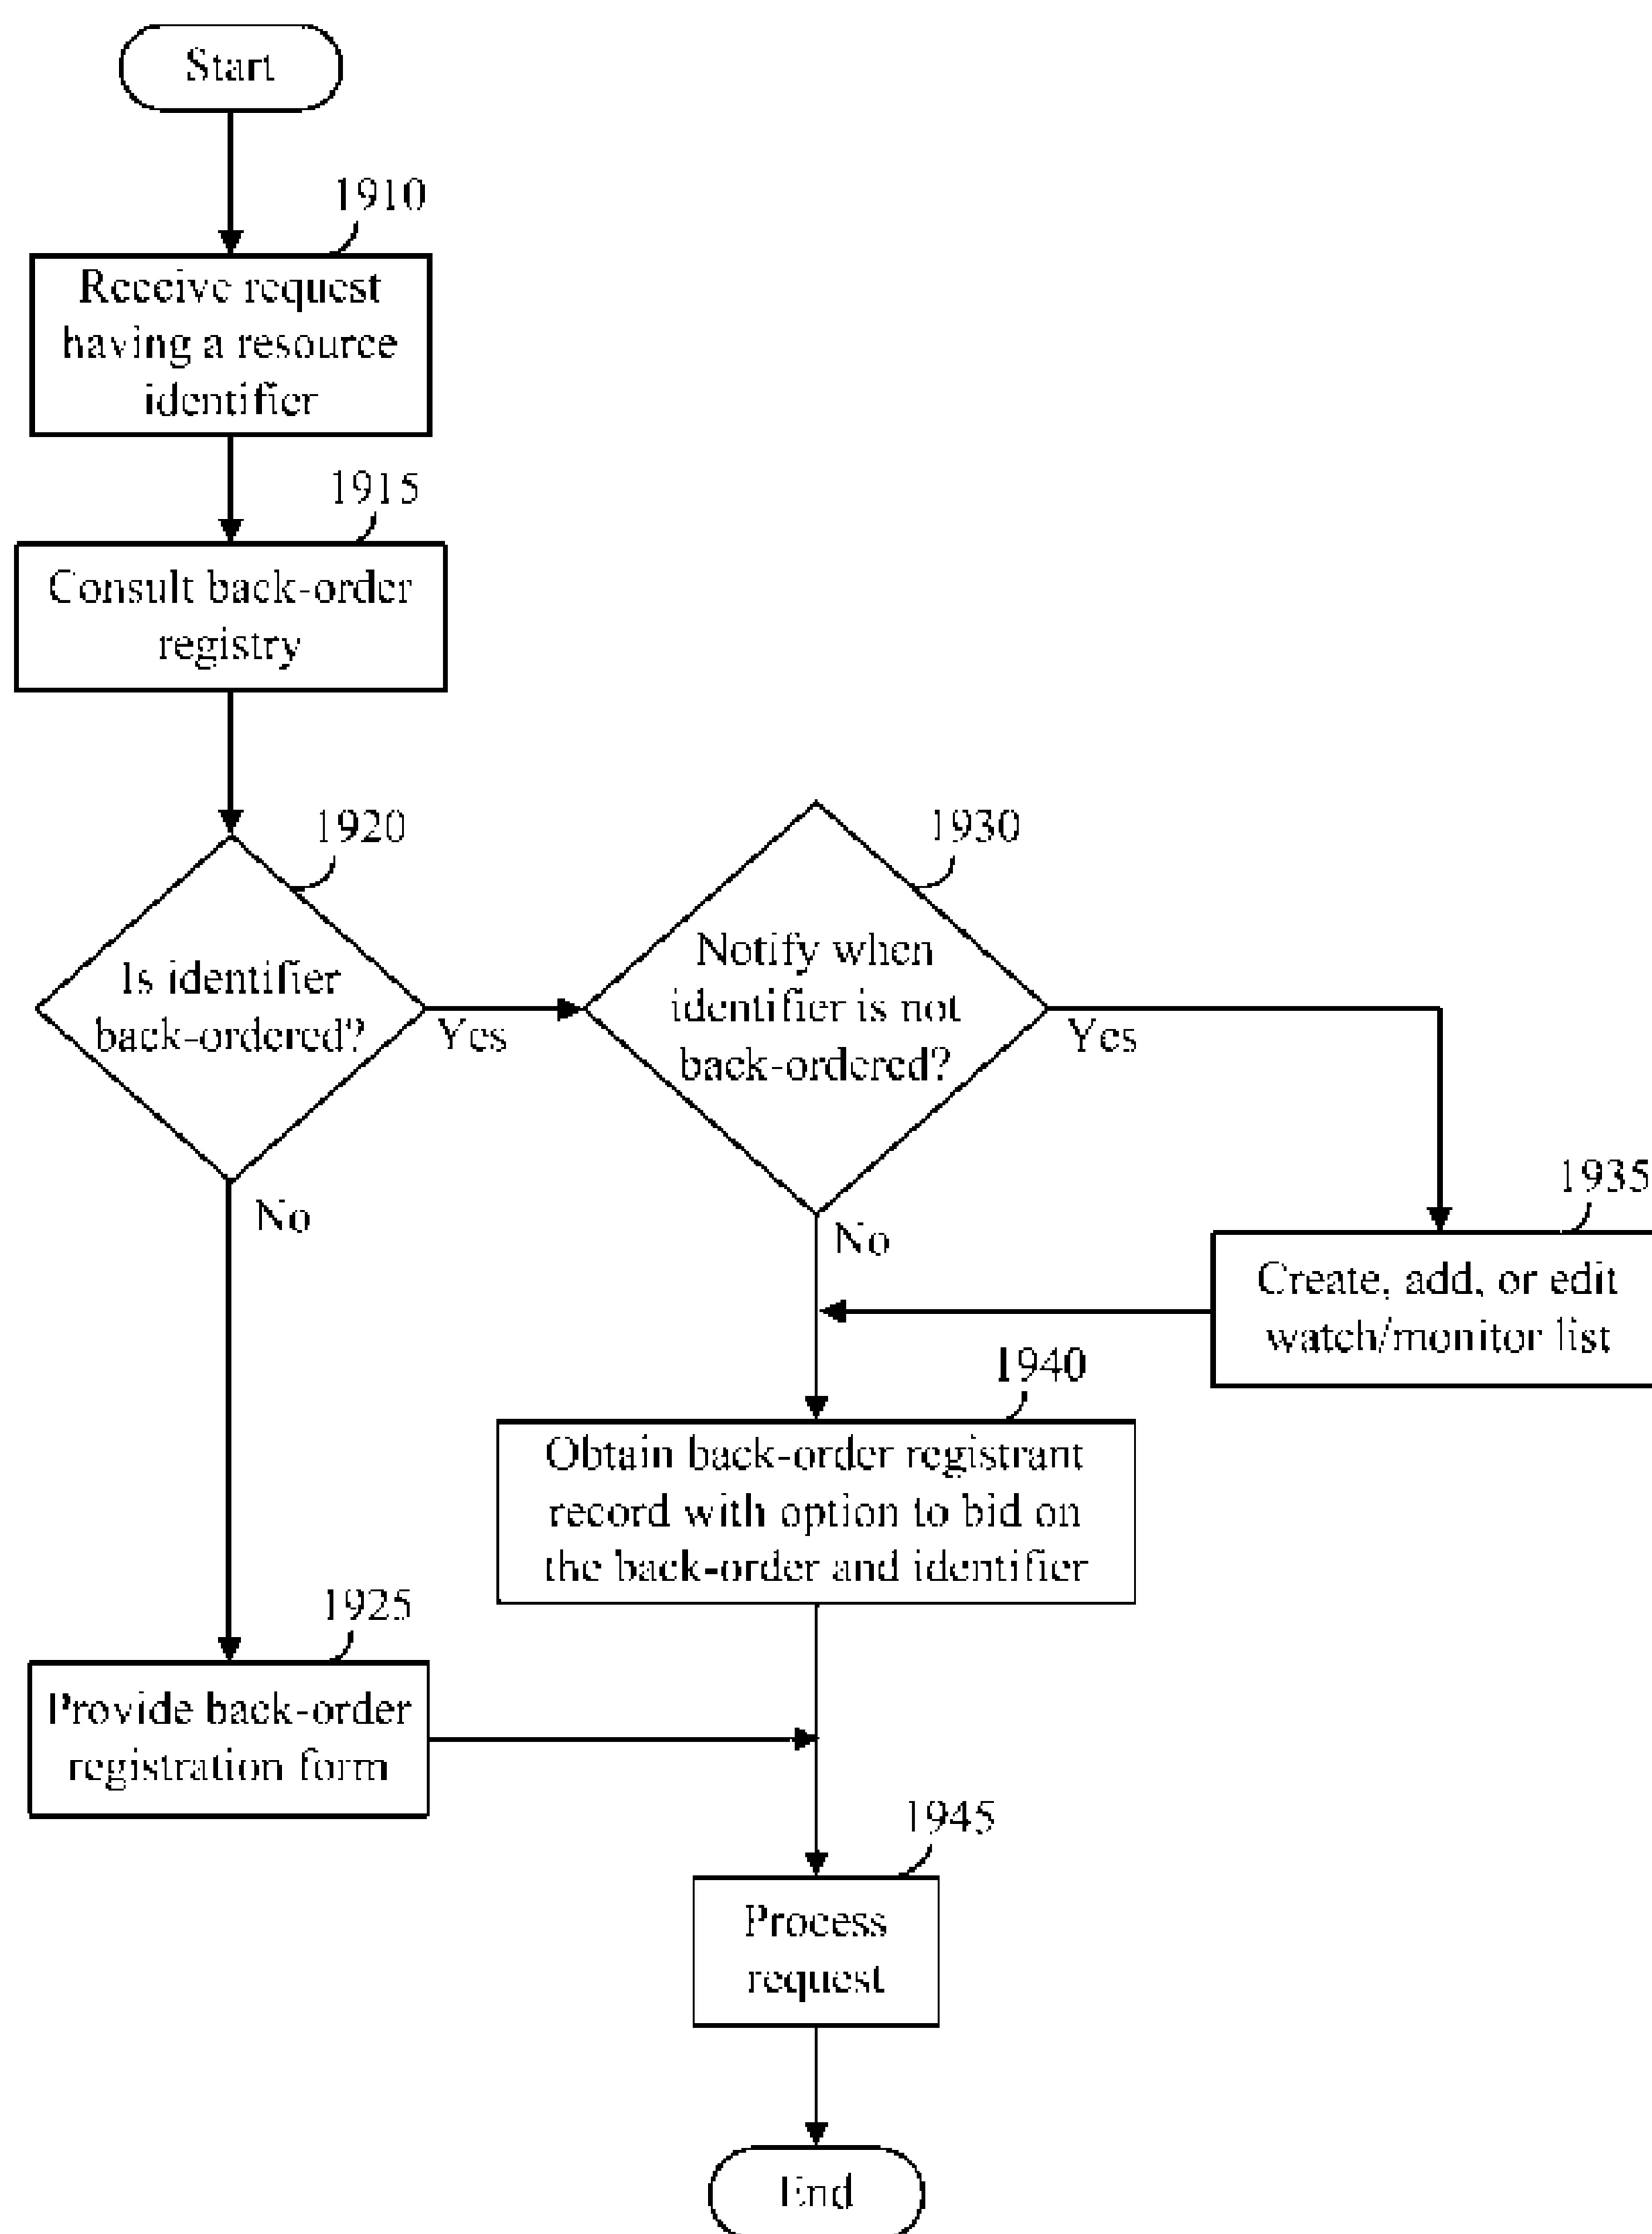 Start
1910
Receive request
having a resource
identifier
1915
Consult back-order
registry
1920
Is identifier
back-ordered?
Yes
No
1930
Notify when
identifier is not
back-ordered?
Yes
No
1935
Create, add, or edit
watch/monitor list
1940
Obtain back-order registrant
record with option to bid on
the back-order and identifier
1925
Provide back-order
registration form
1945
Process
request
End